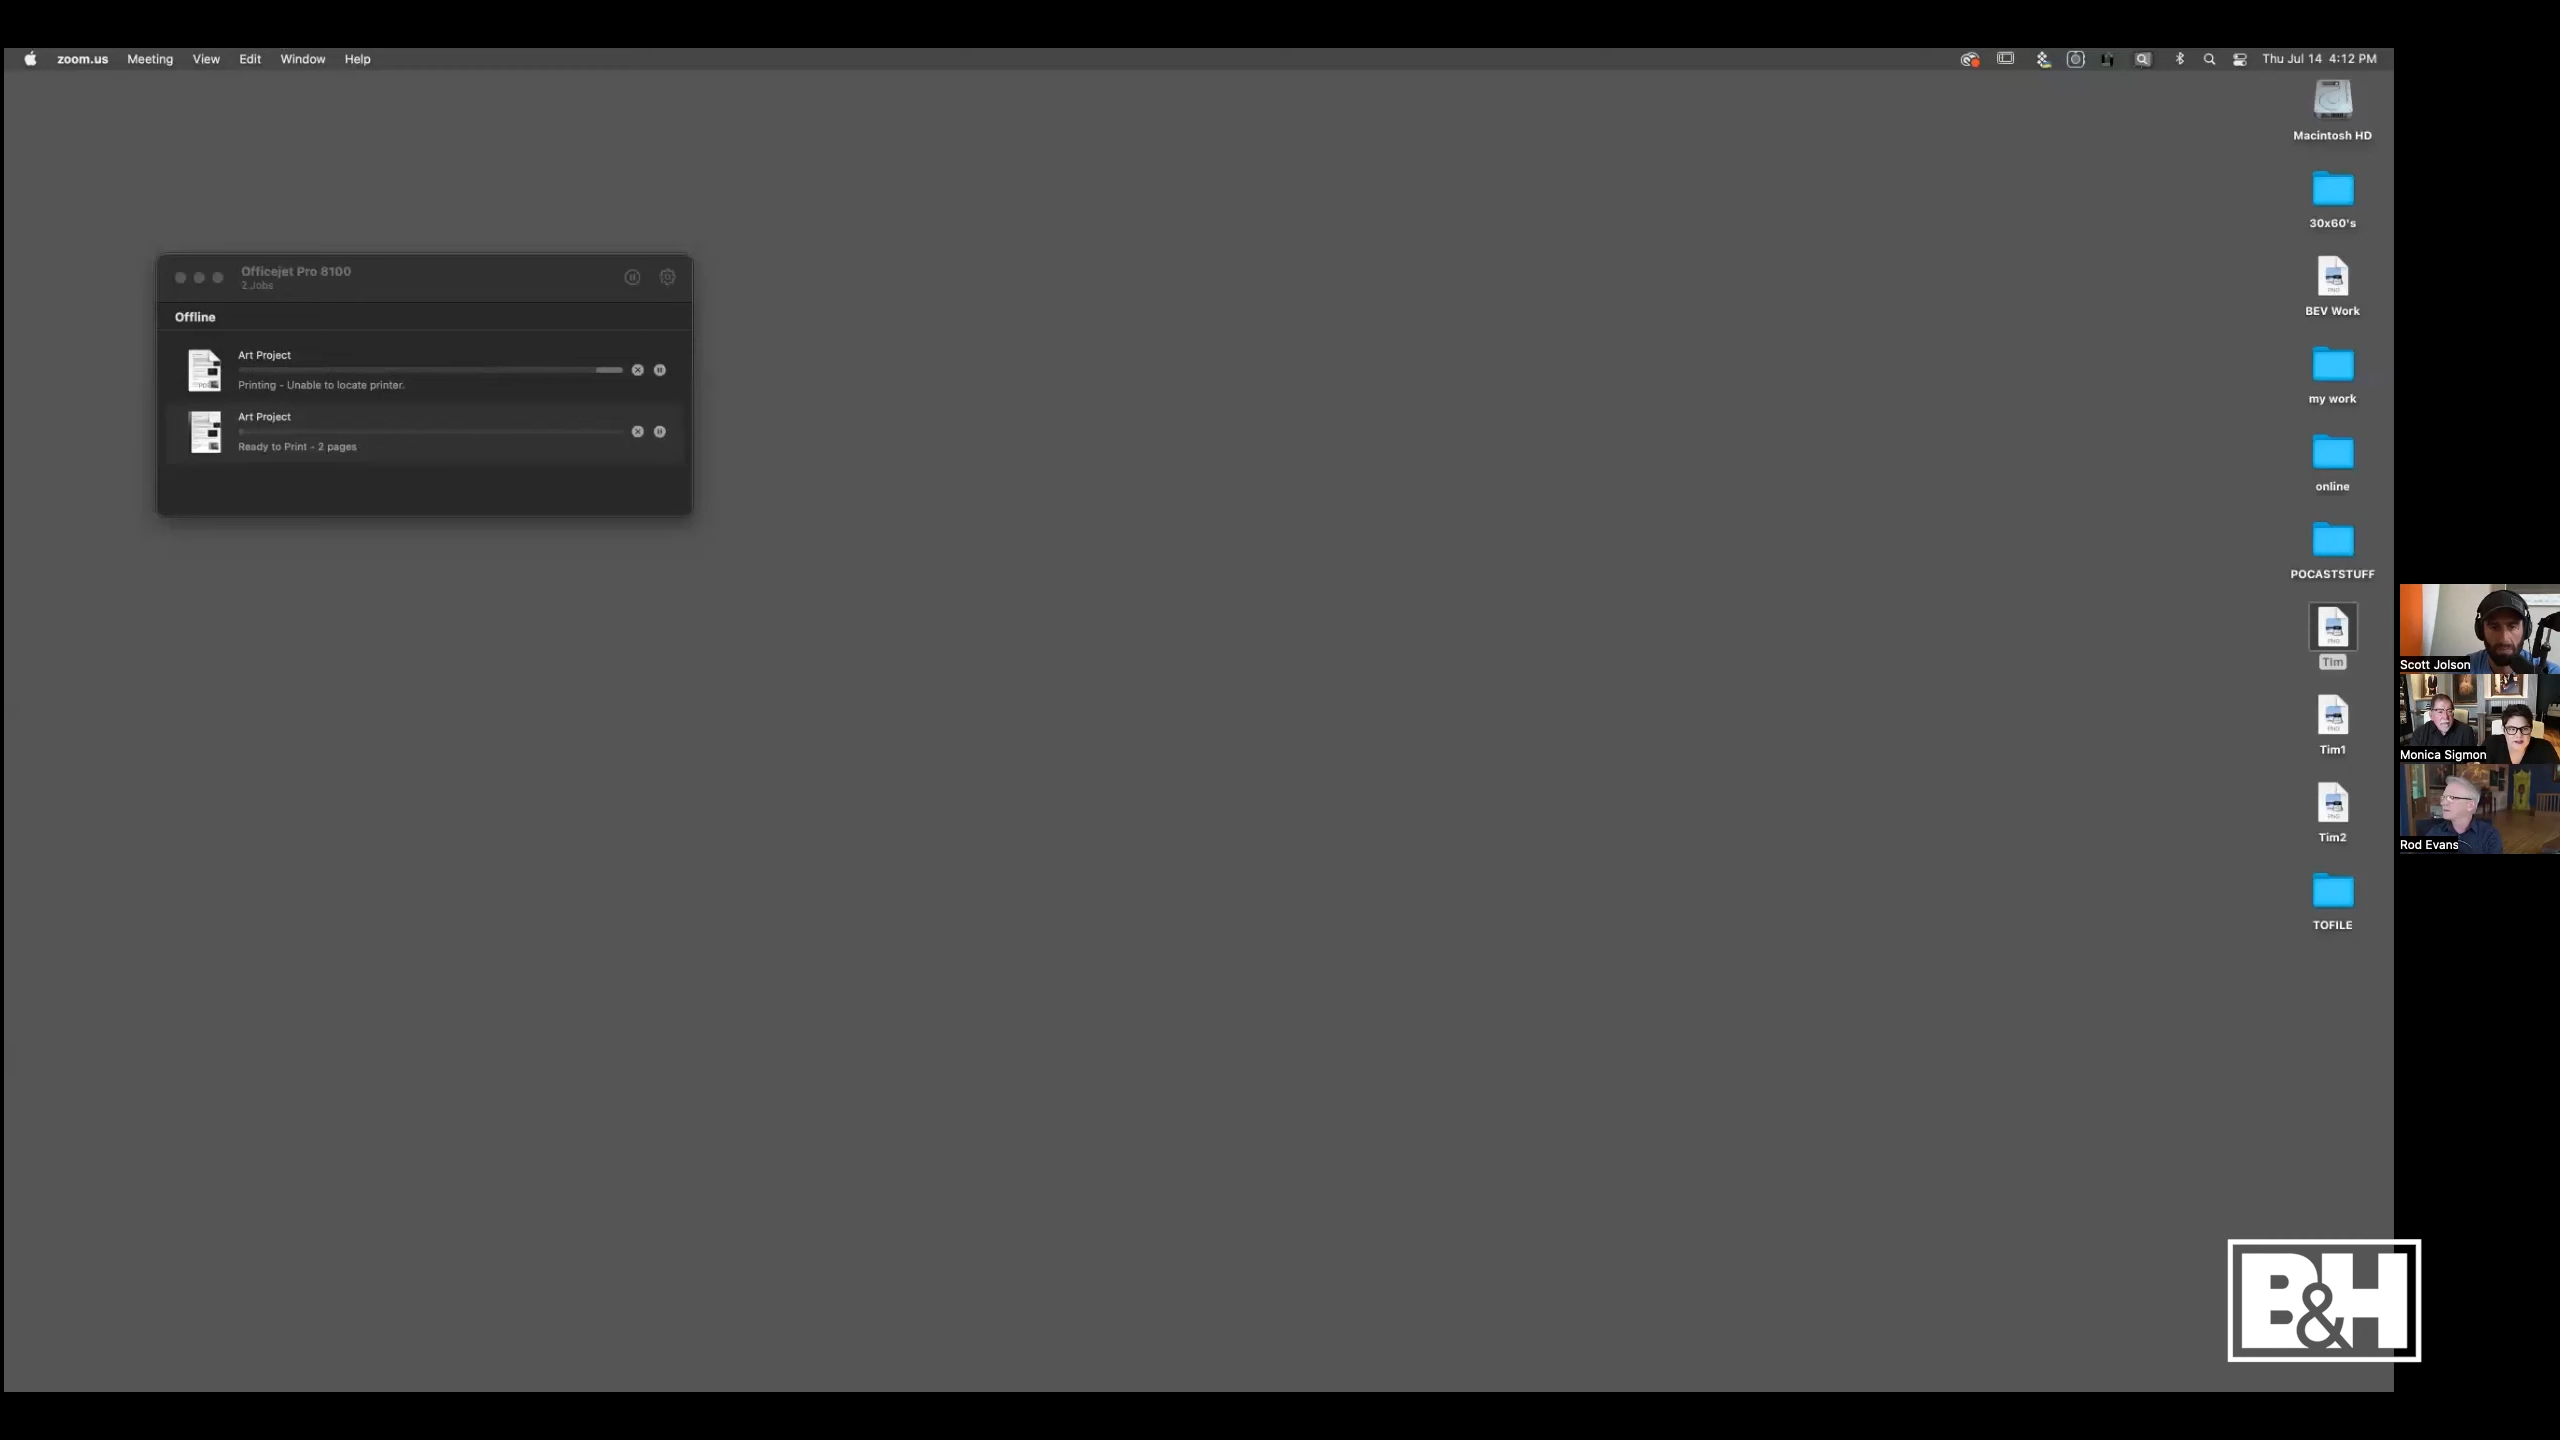 zoom.us Meeting View Edit Window Help
Thu Jul 14 4:12 PM
Macintosh HD
30x60's
BEV Work
my work
online
POCASTSTUFF
Tim
Tim1
Tim2
TOFILE
Officejet Pro 8100
2 Jobs
Offline
Art Project
Printing - Unable to locate printer.
Art Project
Ready to Print - 2 pages
Scott Jolson
Monica Sigmon
Rod Evans
B&H